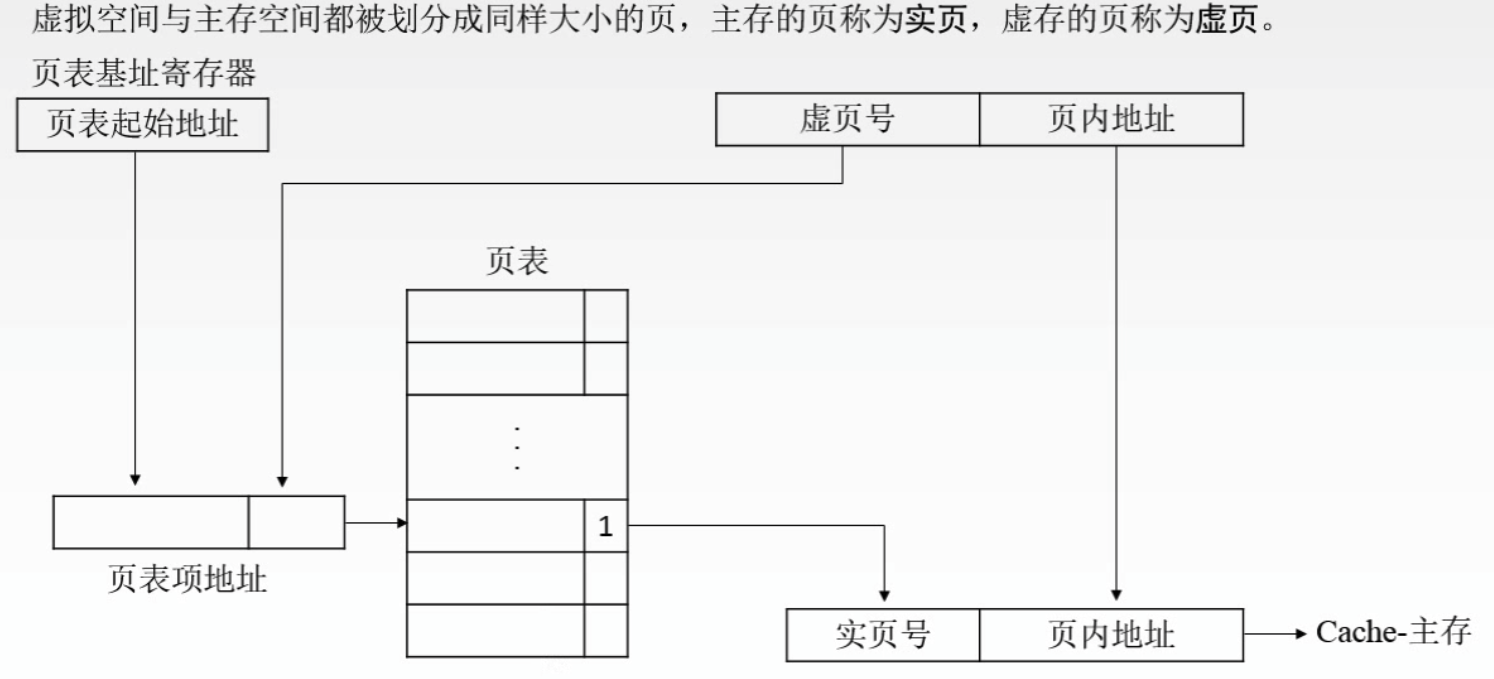 虚拟空间与主存空间都被划分成同样大小的页，主存的页称为实页，虚存的页称为虚页。
页表基址寄存器
页表起始地址
虚页号
页内地址
页表
1
页表项地址
实页号
页内地址
Cache-主存